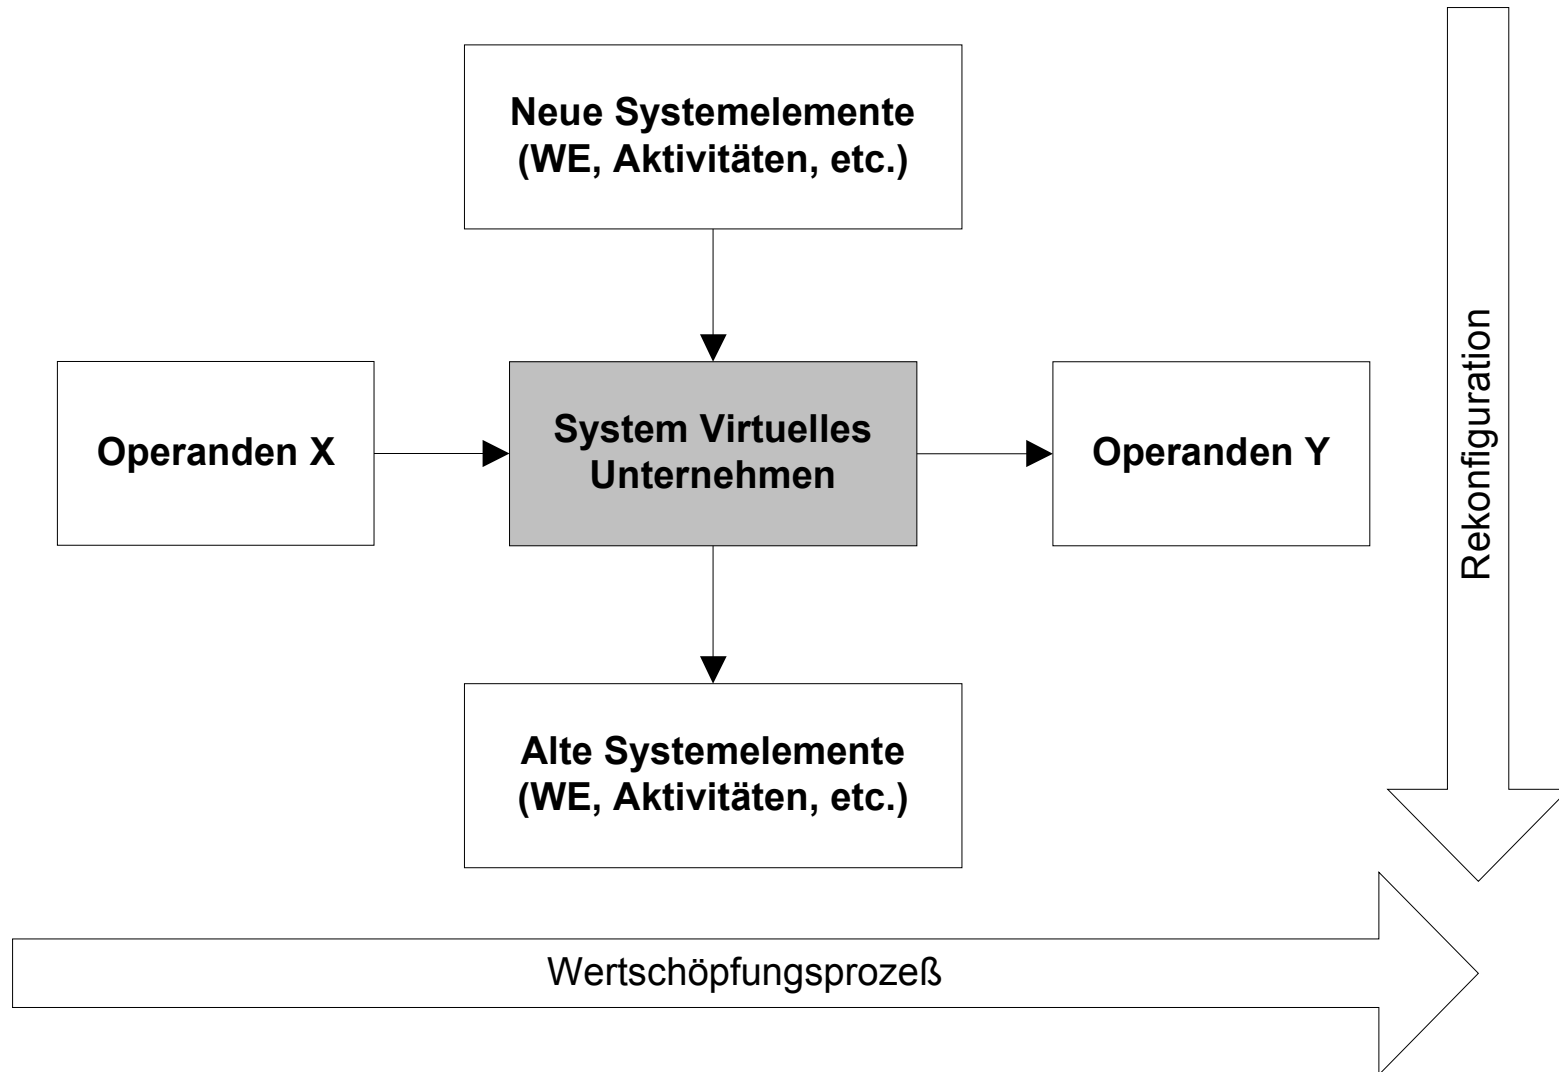 Neue Systemelemente
(WE, Aktivitäten, etc.)
Operanden X
System Virtuelles
Unternehmen
Operanden Y
Rekonfiguration
Alte Systemelemente
(WE, Aktivitäten, etc.)
Wertschöpfungsprozeß